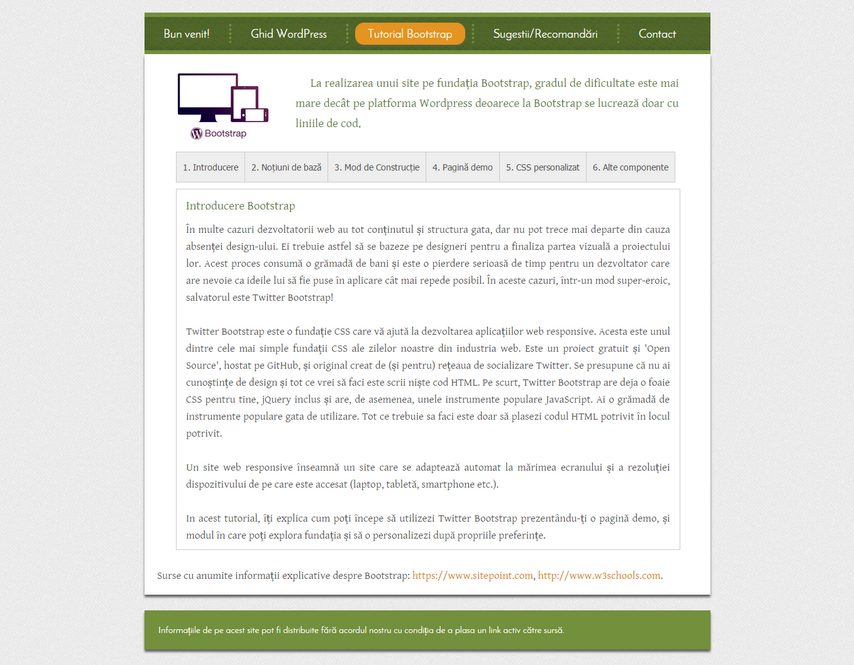 Bun venit! Ghid WordPress Tutorial Bootstrap Sugestii/Recomandări Contact
La realizarea unui site pe fundația Bootstrap, gradul de dificultate este mai
mare decât pe platforma Wordpress deoarece la Bootstrap se lucrează doar cu
liniile de cod.
Bootstrap
1. Introducere 2. Noțiuni de bază 3. Mod de Construcție 4. Pagină demo 5. CSS personalizat 6. Alte componente
Introducere Bootstrap
În multe cazuri dezvoltatorii web au tot conținutul și structura gata, dar nu pot trece mai departe din cauza
absenței design-ului. Ei trebuie astfel să se bazeze pe designeri pentru a finaliza partea vizuală a proiectului
lor. Acest proces consumă o grămadă de bani și este o pierdere serioasă de timp pentru un dezvoltator care
are nevoie ca ideile lui să fie puse în aplicare cât mai repede posibil. În aceste cazuri, într-un mod super-eroic,
salvatorul este Twitter Bootstrap!
Twitter Bootstrap este o fundație CSS care vă ajută la dezvoltarea aplicațiilor web responsive. Acesta este unul
dintre cele mai simple fundații CSS ale zilelor noastre din industria web. Este un proiect gratuit și 'Open
Source', hostat pe GitHub, și original creat de (și pentru) rețeaua de socializare Twitter. Se presupune că nu ai
cunoștințe de design și tot ce vrei să faci este scrii niște cod HTML. Pe scurt, Twitter Bootstrap are deja o foaie
CSS pentru tine, jQuery inclus și are, de asemenea, unele instrumente populare JavaScript. Ai o grămadă de
instrumente populare gata de utilizare. Tot ce trebuie sa faci este doar să plasezi codul HTML potrivit în locul
potrivit.
Un site web responsive înseamnă un site care se adaptează automat la mărimea ecranului și a rezoluției
dispozitivului de pe care este accesat (laptop, tabletă, smartphone etc.).
In acest tutorial, îți explica cum poți începe să utilizezi Twitter Bootstrap prezentându-ți o pagină demo, și
modul în care poți explora fundația și să o personalizezi după propriile preferințe.
Surse cu anumite informații explicative despre Bootstrap: https://www.sitepoint.com, http://www.w3schools.com.
Informațiile de pe acest site pot fi distribuite fără acordul nostru cu condiția de a plasa un link activ către sursă.